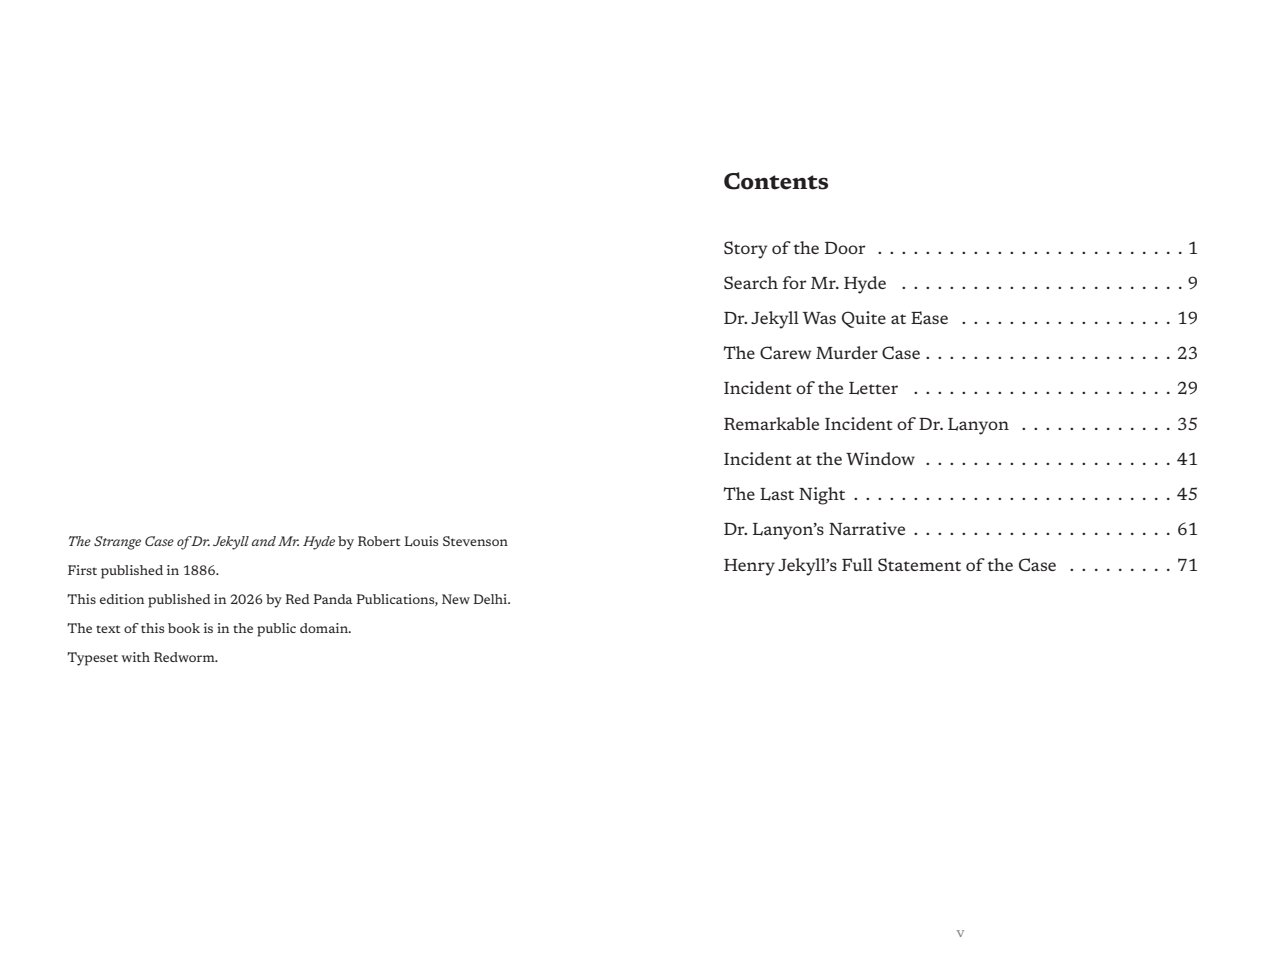 The Strange Case of Dr. Jekyll and Mr. Hyde by Robert Louis Stevenson
First published in 1886.
This edition published in 2026 by Red Panda Publications, New Delhi.
The text of this book is in the public domain.
Typeset with Redworm.
Contents
Story of the Door . . . . . . . . . . . . . . . . . . . . . . . . . . 1
Search for Mr. Hyde . . . . . . . . . . . . . . . . . . . . . . . . 9
Dr. Jekyll Was Quite at Ease . . . . . . . . . . . . . . . . . . 19
The Carew Murder Case . . . . . . . . . . . . . . . . . . . . . 23
Incident of the Letter . . . . . . . . . . . . . . . . . . . . . . 29
Remarkable Incident of Dr. Lanyon . . . . . . . . . . . . . 35
Incident at the Window . . . . . . . . . . . . . . . . . . . . . 41
The Last Night . . . . . . . . . . . . . . . . . . . . . . . . . . . 45
Dr. Lanyon’s Narrative . . . . . . . . . . . . . . . . . . . . . . 61
Henry Jekyll’s Full Statement of the Case . . . . . . . . . 71
v